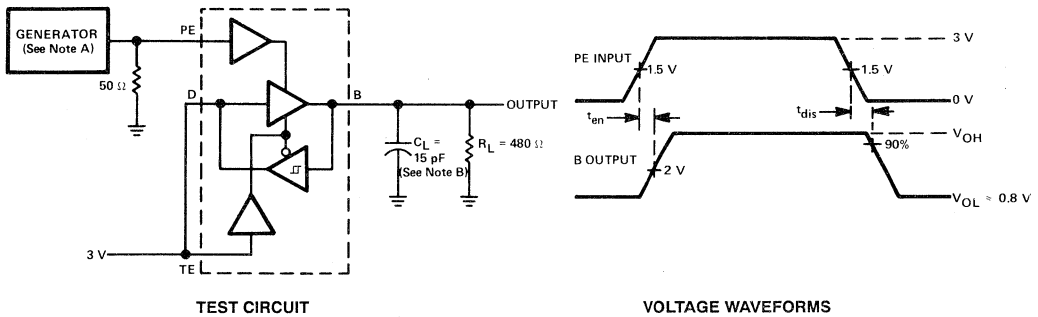 GENERATOR
(See Note A)
PE
50 Ω
D
B
OUTPUT
C_L =
15 pF
(See Note B)
R_L = 480 Ω
3 V
TE
TEST CIRCUIT
PE INPUT
1.5 V
1.5 V
3 V
0 V
t_en
t_dis
B OUTPUT
2 V
90%
V_OH
V_OL ≈ 0.8 V
VOLTAGE WAVEFORMS